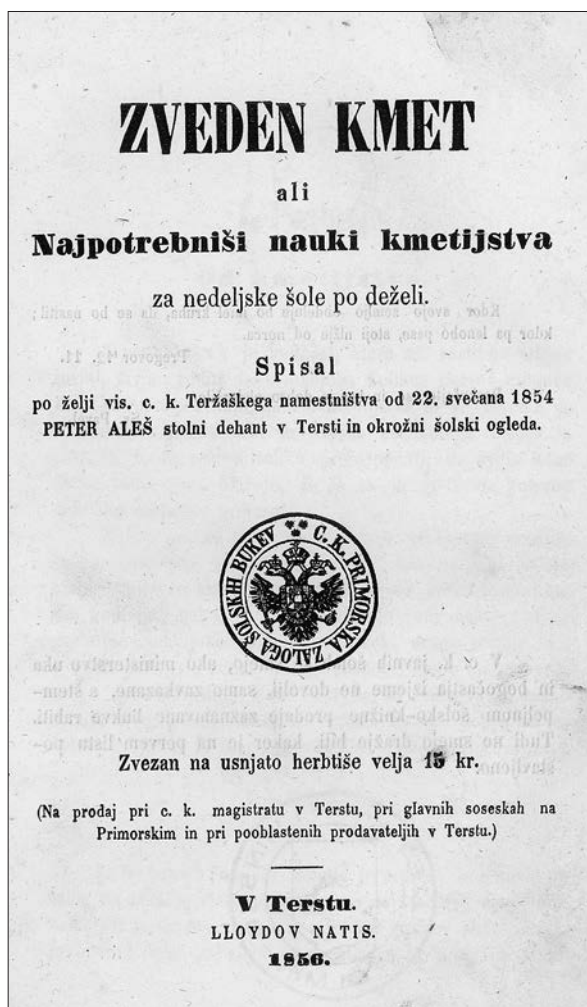 ZVEDEN KMET
ali
Najpotrebniši nauki kmetijstva
za nedeljske šole po deželi.
Spisal
po želji vis. c. k. Teržaškega namestništva od 22. svečana 1854
PETER ALEŠ stolni dehant v Tersti in okrožni šolski ogleda.
C. K. PRIMORSKA ZALOGA ŠOLSKIH BUKEV
Zvezan na usnjato herbtiše velja 15 kr.
(Na prodaj pri c. k. magistratu v Terstu, pri glavnih soseskah na
Primorskim in pri pooblastenih prodavateljih v Terstu.)
V Terstu.
LLOYDOV NATIS.
1856.